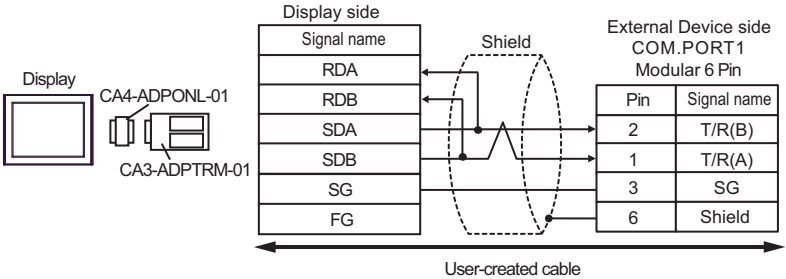 Display side
External Device side
COM.PORT1
Modular 6 Pin
Signal name
Shield
RDA
RDB
SDA
SDB
SG
FG
Pin
Signal name
2
T/R(B)
1
T/R(A)
3
SG
6
Shield
Display
CA4-ADPONL-01
CA3-ADPTRM-01
User-created cable